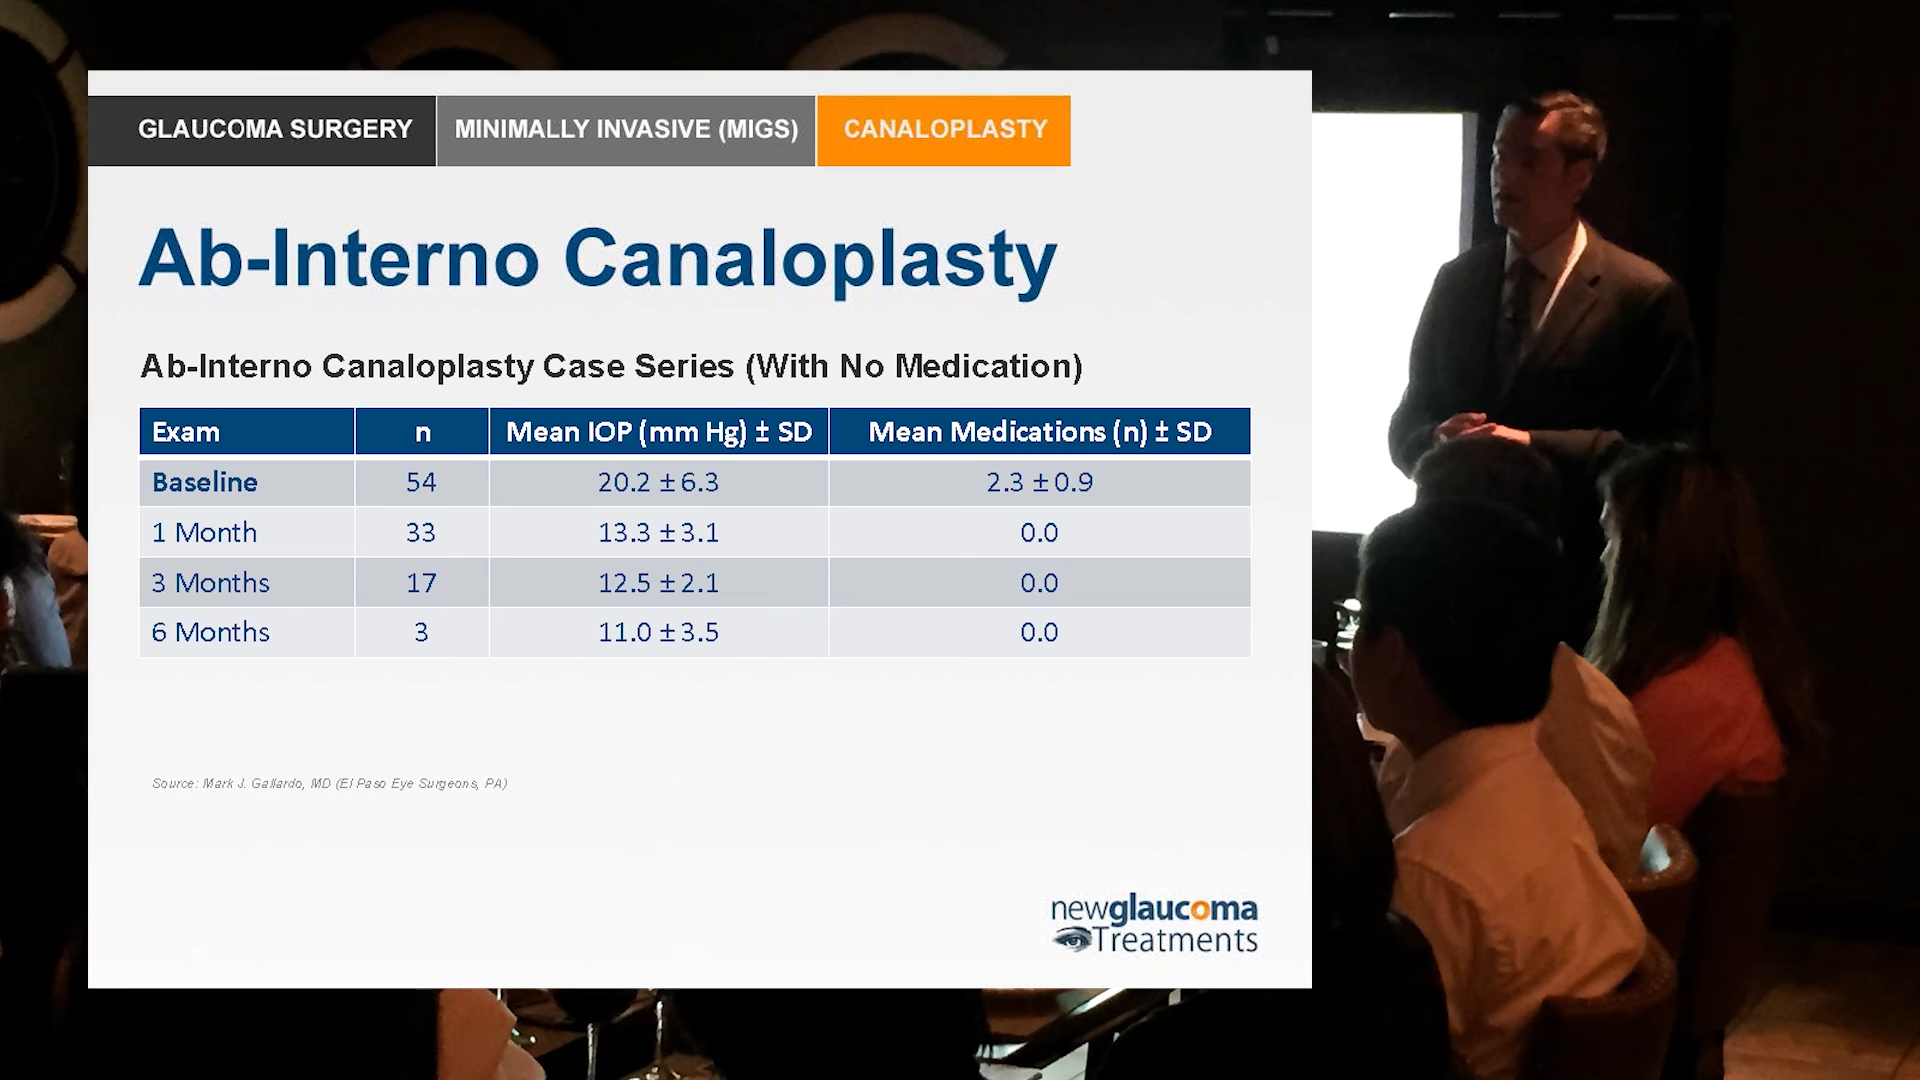 GLAUCOMA SURGERY MINIMALLY INVASIVE (MIGS) CANALOPLASTY
Ab-Interno Canaloplasty
Ab-Interno Canaloplasty Case Series (With No Medication)
Exam n Mean IOP (mm Hg) ± SD Mean Medications (n) ± SD
Baseline 54 20.2 ± 6.3 2.3 ± 0.9
1 Month 33 13.3 ± 3.1 0.0
3 Months 17 12.5 ± 2.1 0.0
6 Months 3 11.0 ± 3.5 0.0
Source: Mark J. Gallardo, MD (El Paso Eye Surgeons, PA)
newglaucoma
Treatments